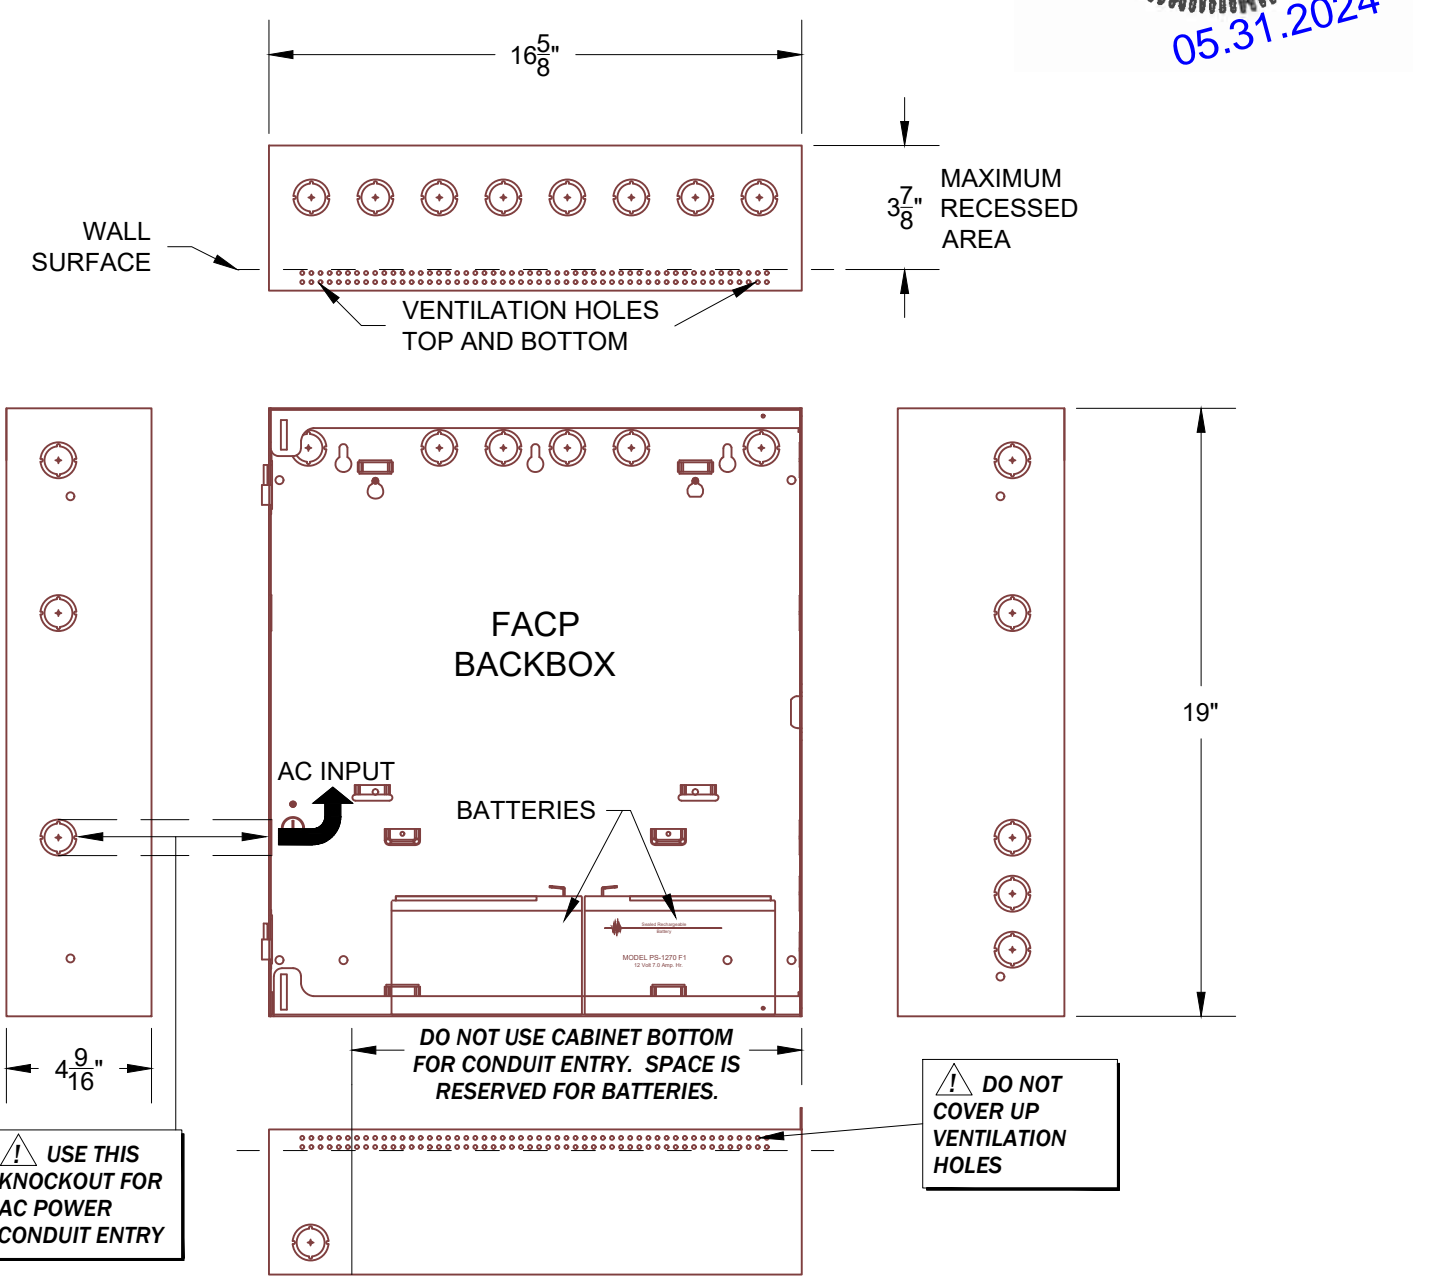 05.31.2024
16 5/8"
WALL
SURFACE
3 7/8"
MAXIMUM
RECESSED
AREA
VENTILATION HOLES
TOP AND BOTTOM
FACP
BACKBOX
19"
AC INPUT
BATTERIES
Sealed Rechargeable
Battery
MODEL PS-1270 F1
12 Volt 7.0 Amp. Hr.
4 9/16"
DO NOT USE CABINET BOTTOM
FOR CONDUIT ENTRY. SPACE IS
RESERVED FOR BATTERIES.
! DO NOT
COVER UP
VENTILATION
HOLES
! USE THIS
KNOCKOUT FOR
AC POWER
CONDUIT ENTRY